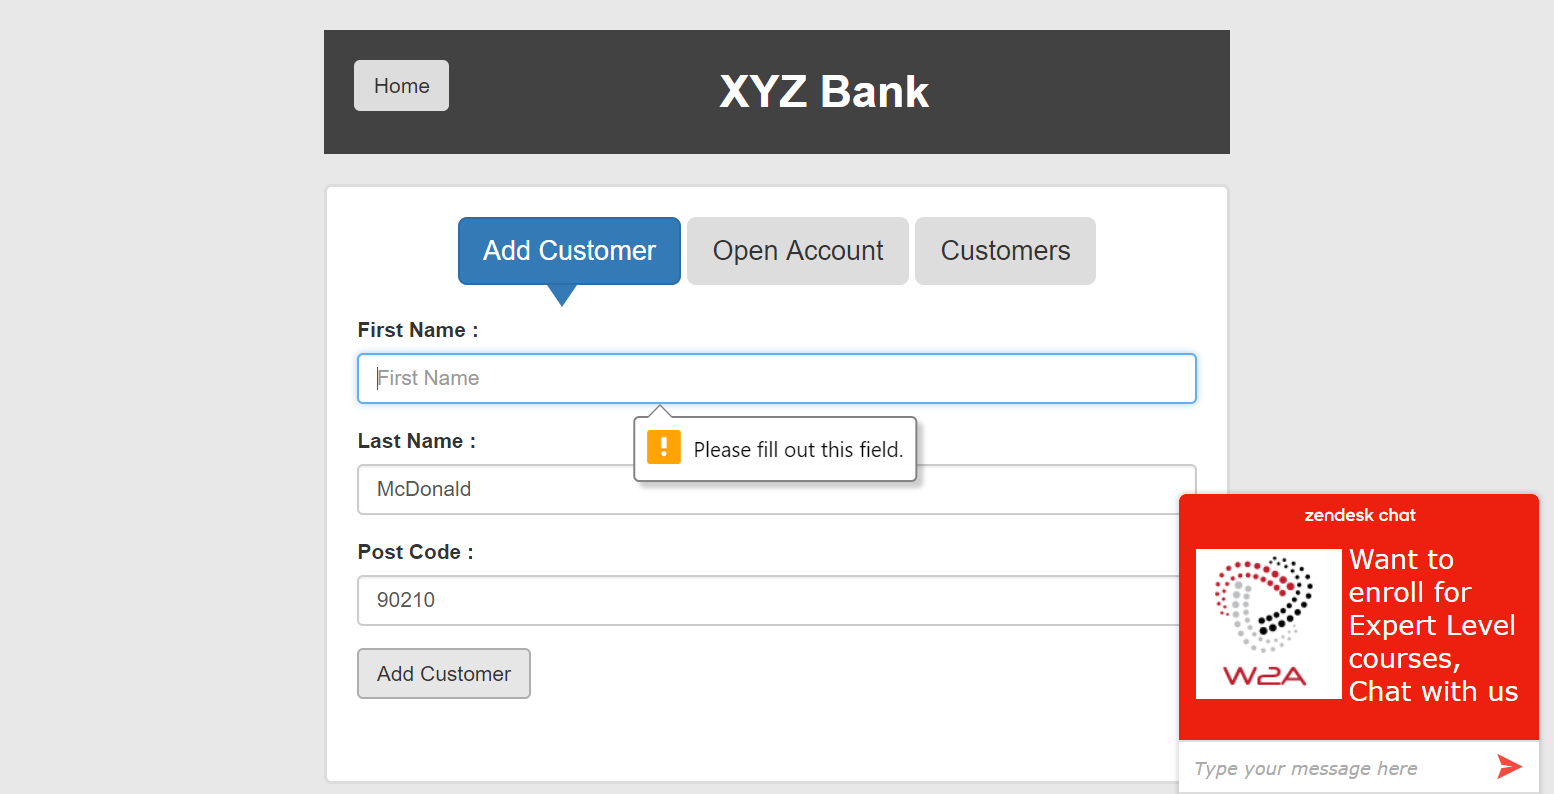 Home
XYZ Bank
Add Customer
Open Account
Customers
First Name :
First Name
Please fill out this field.
Last Name :
McDonald
Post Code :
90210
Add Customer
zendesk chat
W2A
Want to
enroll for
Expert Level
courses,
Chat with us
Type your message here